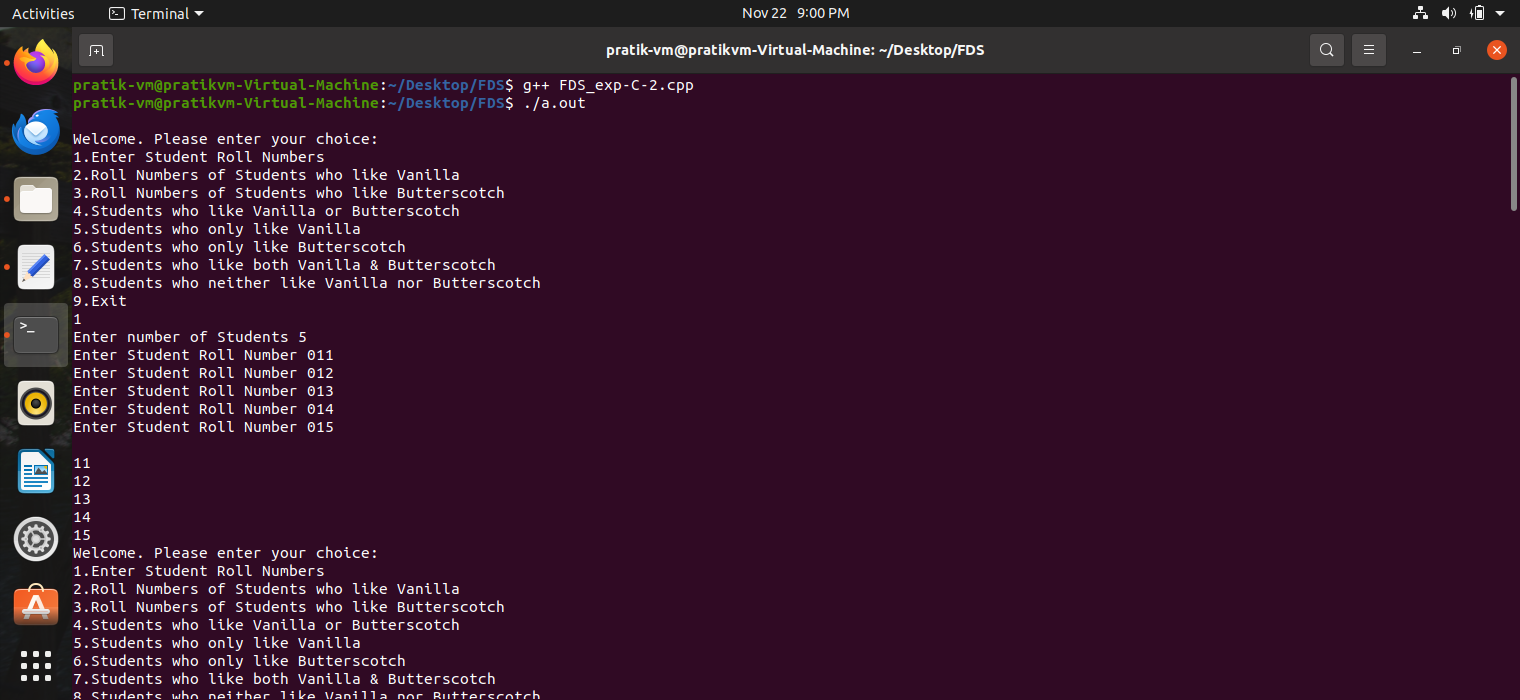 Activities
Terminal
Nov 22 9:00 PM
pratik-vm@pratikvm-Virtual-Machine: ~/Desktop/FDS
pratik-vm@pratikvm-Virtual-Machine:~/Desktop/FDS$ g++ FDS_exp-C-2.cpp
pratik-vm@pratikvm-Virtual-Machine:~/Desktop/FDS$ ./a.out
Welcome. Please enter your choice:
1.Enter Student Roll Numbers
2.Roll Numbers of Students who like Vanilla
3.Roll Numbers of Students who like Butterscotch
4.Students who like Vanilla or Butterscotch
5.Students who only like Vanilla
6.Students who only like Butterscotch
7.Students who like both Vanilla & Butterscotch
8.Students who neither like Vanilla nor Butterscotch
9.Exit
1
Enter number of Students 5
Enter Student Roll Number 011
Enter Student Roll Number 012
Enter Student Roll Number 013
Enter Student Roll Number 014
Enter Student Roll Number 015
11
12
13
14
15
Welcome. Please enter your choice:
1.Enter Student Roll Numbers
2.Roll Numbers of Students who like Vanilla
3.Roll Numbers of Students who like Butterscotch
4.Students who like Vanilla or Butterscotch
5.Students who only like Vanilla
6.Students who only like Butterscotch
7.Students who like both Vanilla & Butterscotch
8.Students who neither like Vanilla nor Butterscotch